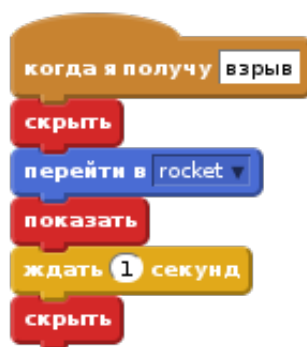 когда я получу взрыв
скрыть
перейти в rocket
показать
ждать 1 секунд
скрыть